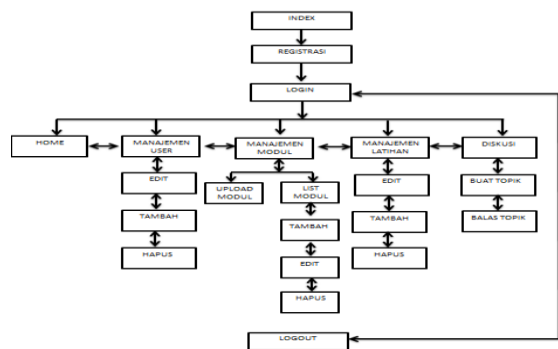 INDEX
REGISTRASI
LOGIN
HOME
MANAJEMEN
USER
MANAJEMEN
MODUL
MANAJEMEN
LATIHAN
DISKUSI
EDIT
UPLOAD
MODUL
LIST
MODUL
EDIT
BUAT TOPIK
TAMBAH
TAMBAH
TAMBAH
BALAS TOPIK
HAPUS
EDIT
HAPUS
HAPUS
LOGOUT